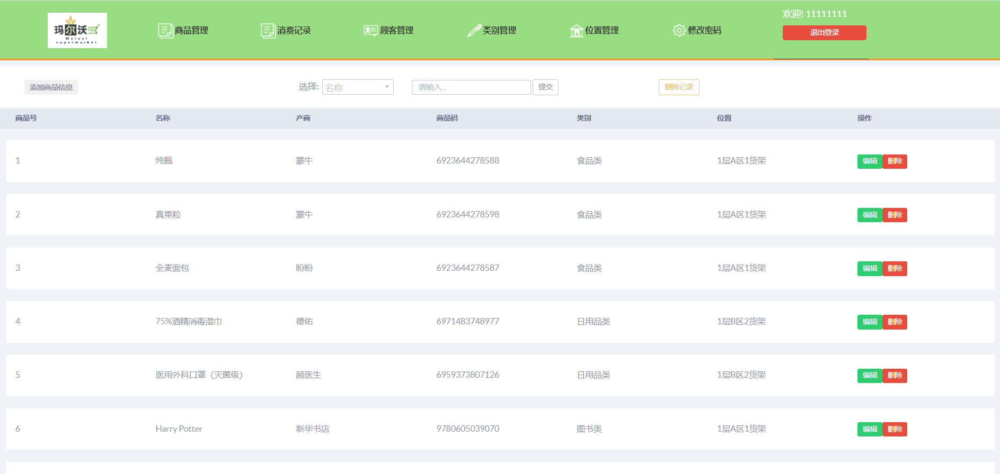 玛尔沃
Marwol
supermarket
商品管理
消费记录
顾客管理
类别管理
位置管理
修改密码
欢迎! 11111111
退出登录
添加商品信息
选择: 名称
请输入...
提交
删除记录
商品号 名称 产商 商品码 类别 位置 操作
1 纯甄 蒙牛 6923644278588 食品类 1层A区1货架 编辑 删除
2 真果粒 蒙牛 6923644278598 食品类 1层A区1货架 编辑 删除
3 全麦面包 盼盼 6923644278587 食品类 1层A区1货架 编辑 删除
4 75%酒精消毒湿巾 德佑 6971483748977 日用品类 1层B区2货架 编辑 删除
5 医用外科口罩（灭菌级） 顾医生 6959373807126 日用品类 1层B区2货架 编辑 删除
6 Harry Potter 新华书店 9780605039070 图书类 1层A区1货架 编辑 删除